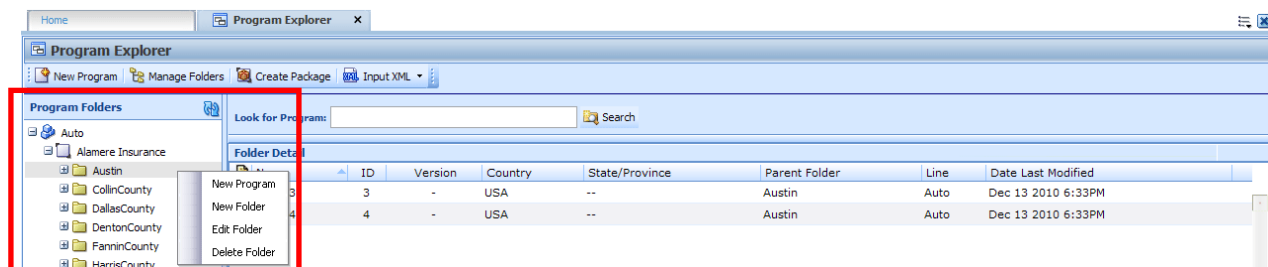 Home Program Explorer x
Program Explorer
New Program Manage Folders Create Package Input XML
Program Folders
Look for Program: Search
Auto
Alamere Insurance
Folder Detail
ID Version Country State/Province Parent Folder Line Date Last Modified
Austin
3 3 - USA -- Austin Auto Dec 13 2010 6:33PM
4 4 - USA -- Austin Auto Dec 13 2010 6:33PM
CollinCounty
DallasCounty
DentonCounty
FanninCounty
HarrisCounty
New Program
New Folder
Edit Folder
Delete Folder